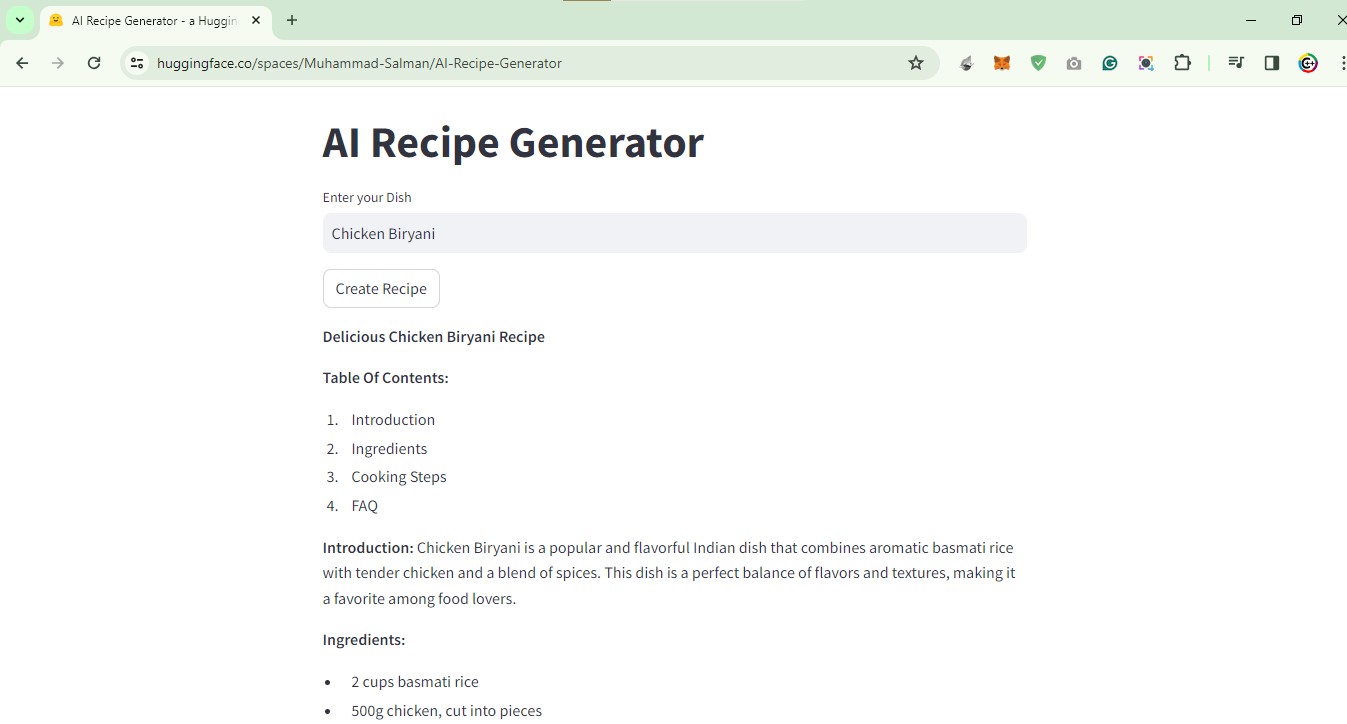 AI Recipe Generator - a Huggin
huggingface.co/spaces/Muhammad-Salman/AI-Recipe-Generator
AI Recipe Generator
Enter your Dish
Chicken Biryani
Create Recipe
Delicious Chicken Biryani Recipe
Table Of Contents:
1. Introduction
2. Ingredients
3. Cooking Steps
4. FAQ
Introduction: Chicken Biryani is a popular and flavorful Indian dish that combines aromatic basmati rice
with tender chicken and a blend of spices. This dish is a perfect balance of flavors and textures, making it
a favorite among food lovers.
Ingredients:
• 2 cups basmati rice
• 500g chicken, cut into pieces